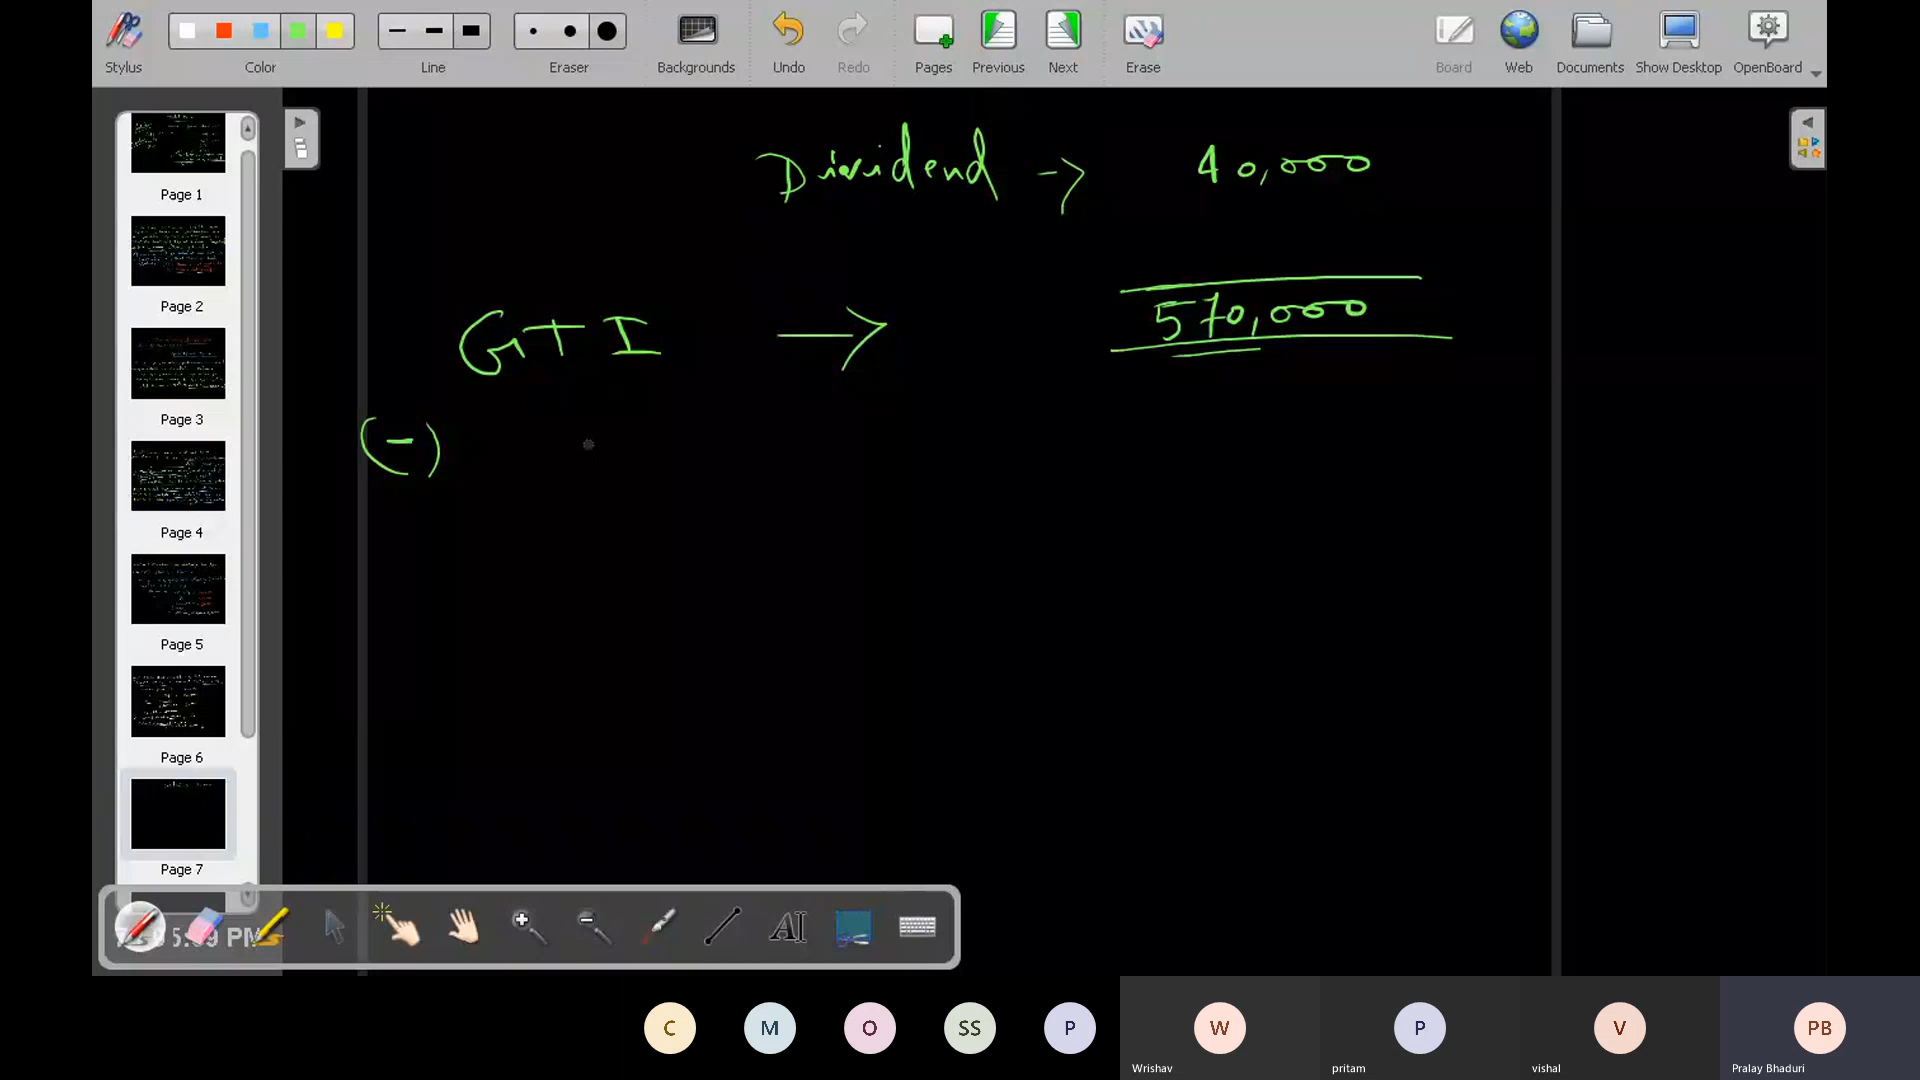 Stylus
Color
Line
Eraser
Backgrounds
Undo
Redo
Pages
Previous
Next
Erase
Board
Web
Documents
Show Desktop
OpenBoard
Page 1
Page 2
Page 3
Page 4
Page 5
Page 6
Page 7
Dividend -> 40,000
GTI -> 570,000
(-)
PM
AI
C
M
O
SS
P
W
P
V
PB
Wrishav
pritam
vishal
Pralay Bhaduri